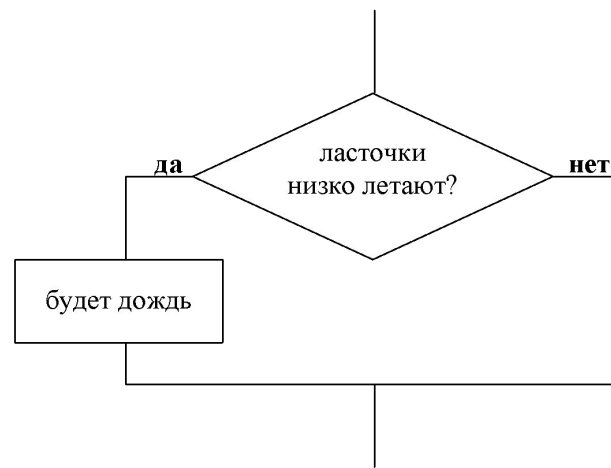 ласточки
да
нет
низко летают?
будет дождь